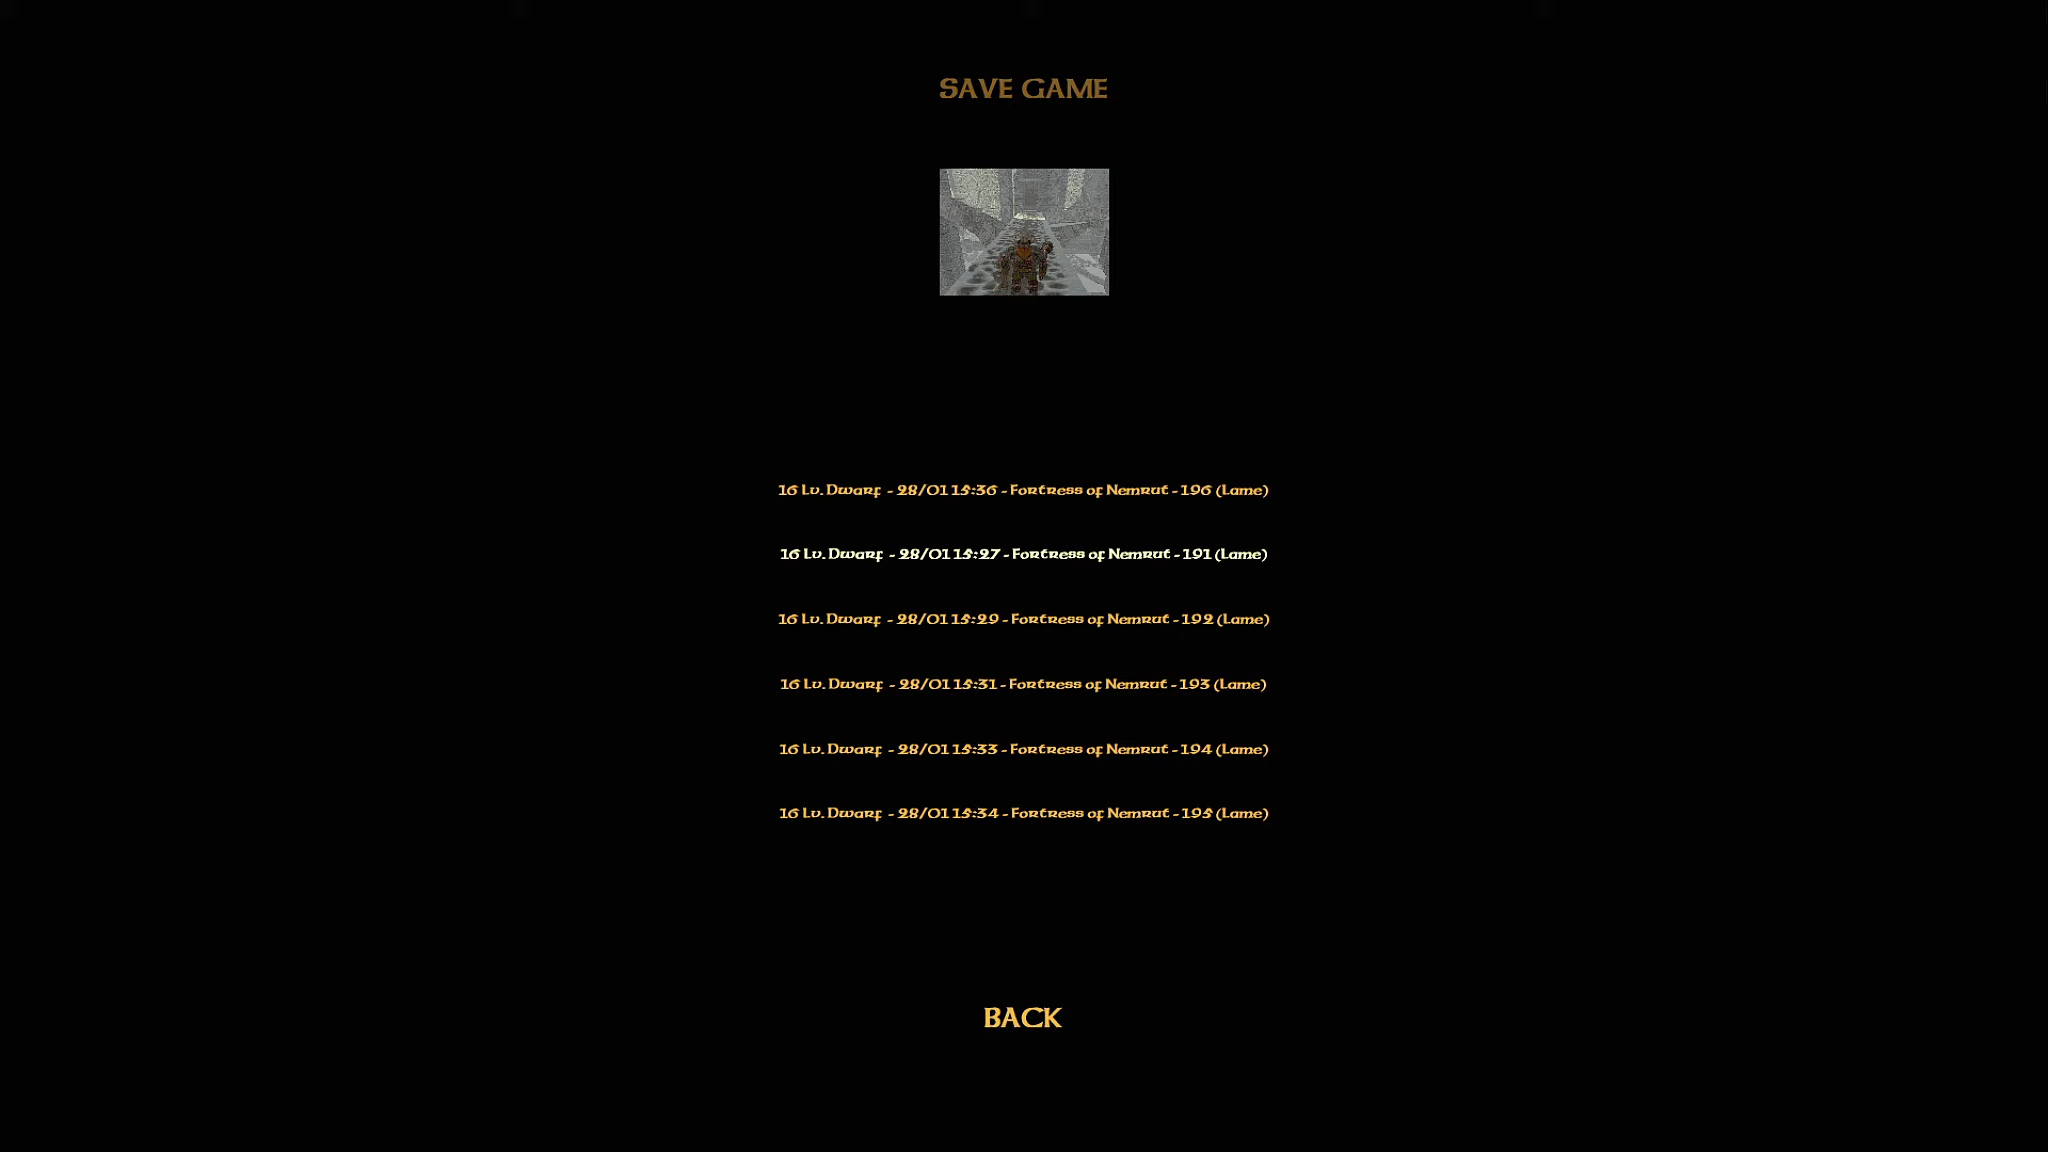 SAVE GAME
16 Lv. Dwarf - 28/01 15:36 - Fortress of Nemrut - 196 (Lame)
16 Lv. Dwarf - 28/01 15:27 - Fortress of Nemrut - 191 (Lame)
16 Lv. Dwarf - 28/01 15:29 - Fortress of Nemrut - 192 (Lame)
16 Lv. Dwarf - 28/01 15:31 - Fortress of Nemrut - 193 (Lame)
16 Lv. Dwarf - 28/01 15:33 - Fortress of Nemrut - 194 (Lame)
16 Lv. Dwarf - 28/01 15:34 - Fortress of Nemrut - 195 (Lame)
BACK